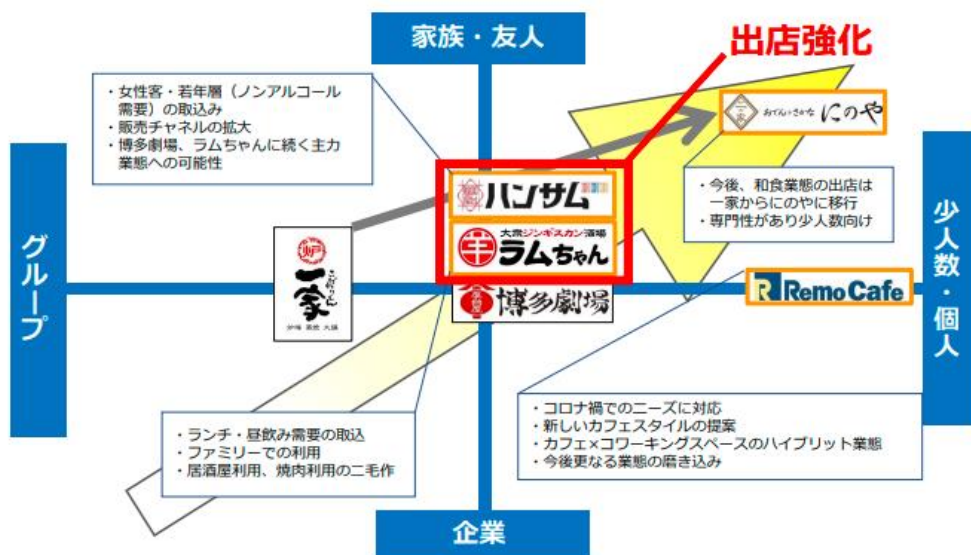 家族・友人
出店強化
・女性客・若年層（ノンアルコール
需要）の取込み
・販売チャネルの拡大
・博多劇場、ラムちゃんに続く主力
業態への可能性
おでんとさかな にのや
・今後、和食業態の出店は
一家からにのやに移行
・専門性があり少人数向け
グループ
少人数・個人
ハンサム
大衆ジンギスカン酒場
羊 ラムちゃん
炉
こだわりもん
一家
博多劇場
R Remo Cafe
・ランチ・昼飲み需要の取込
・ファミリーでの利用
・居酒屋利用、焼肉利用の二毛作
・コロナ禍でのニーズに対応
・新しいカフェスタイルの提案
・カフェ×コワーキングスペースのハイブリット業態
・今後更なる業態の磨き込み
企業